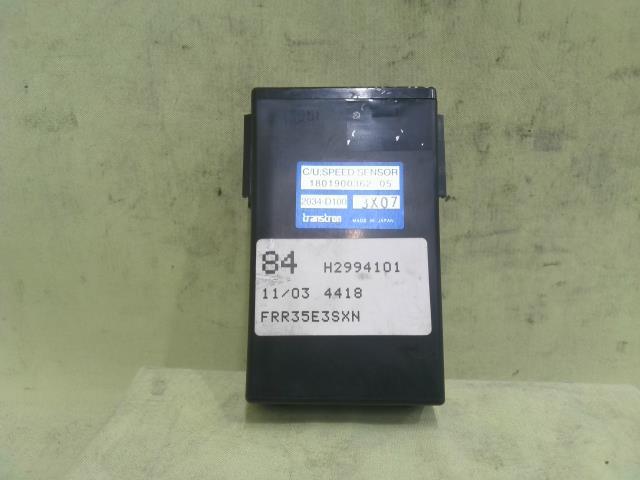 C/U;SPEED SENSOR
1801900362 05
2034-D100 3X07
transtron MADE IN JAPAN
84 H2994101
11/03 4418
FRR35E3SXN